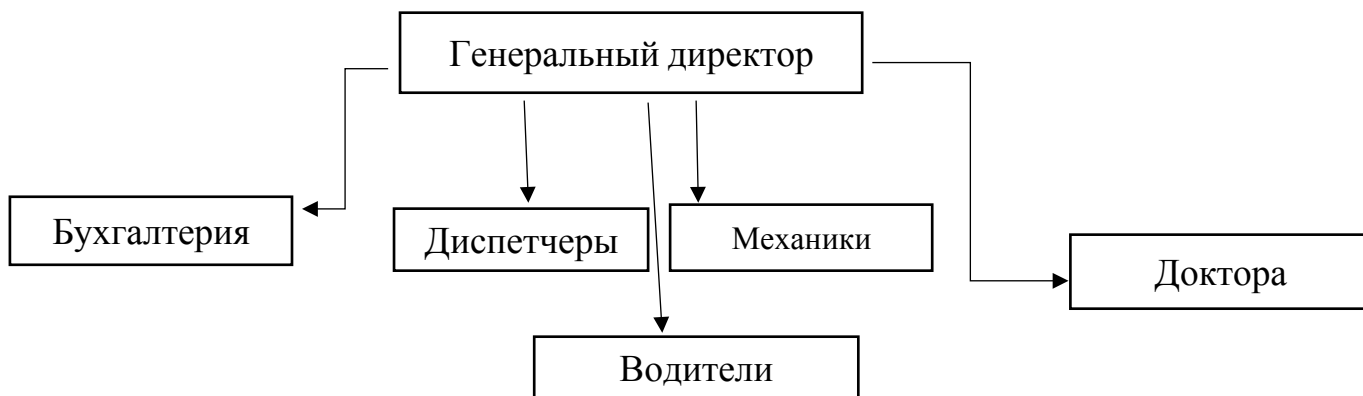 Генеральный директор
Бухгалтерия
Диспетчеры
Механики
Доктора
Водители